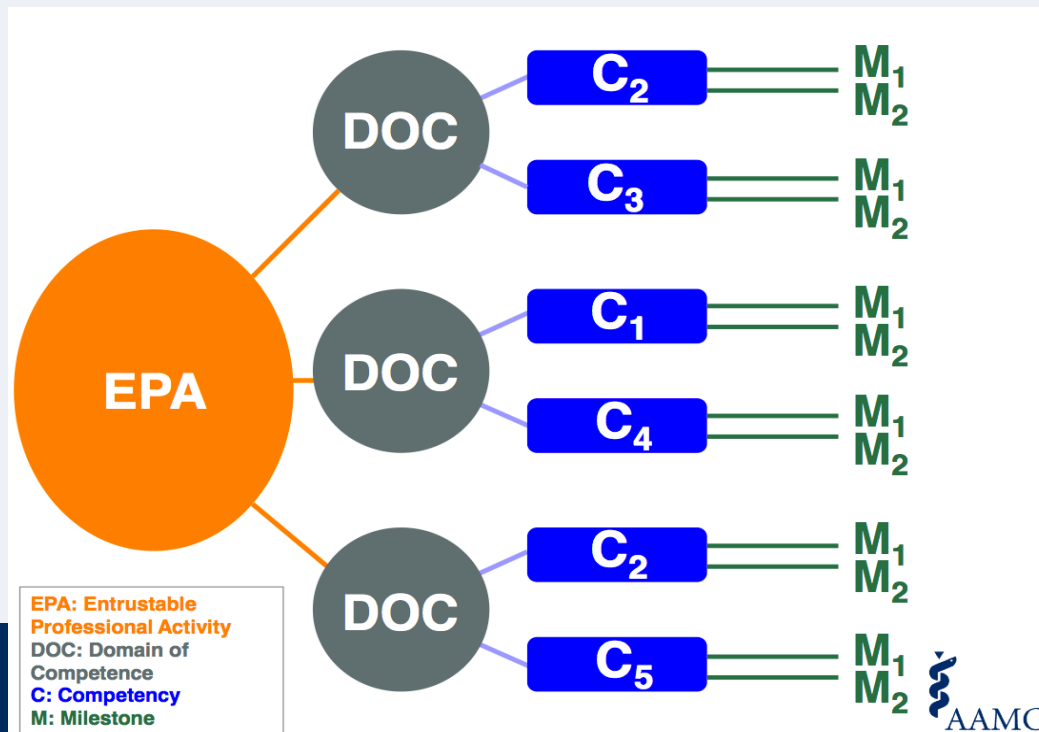 DOC
C₂
M₁
M₂
C₃
M₁
M₂
EPA
DOC
C₁
M₁
M₂
C₄
M₁
M₂
DOC
C₂
M₁
M₂
C₅
M₁
M₂
EPA: Entrustable
Professional Activity
DOC: Domain of
Competence
C: Competency
M: Milestone
AAMC